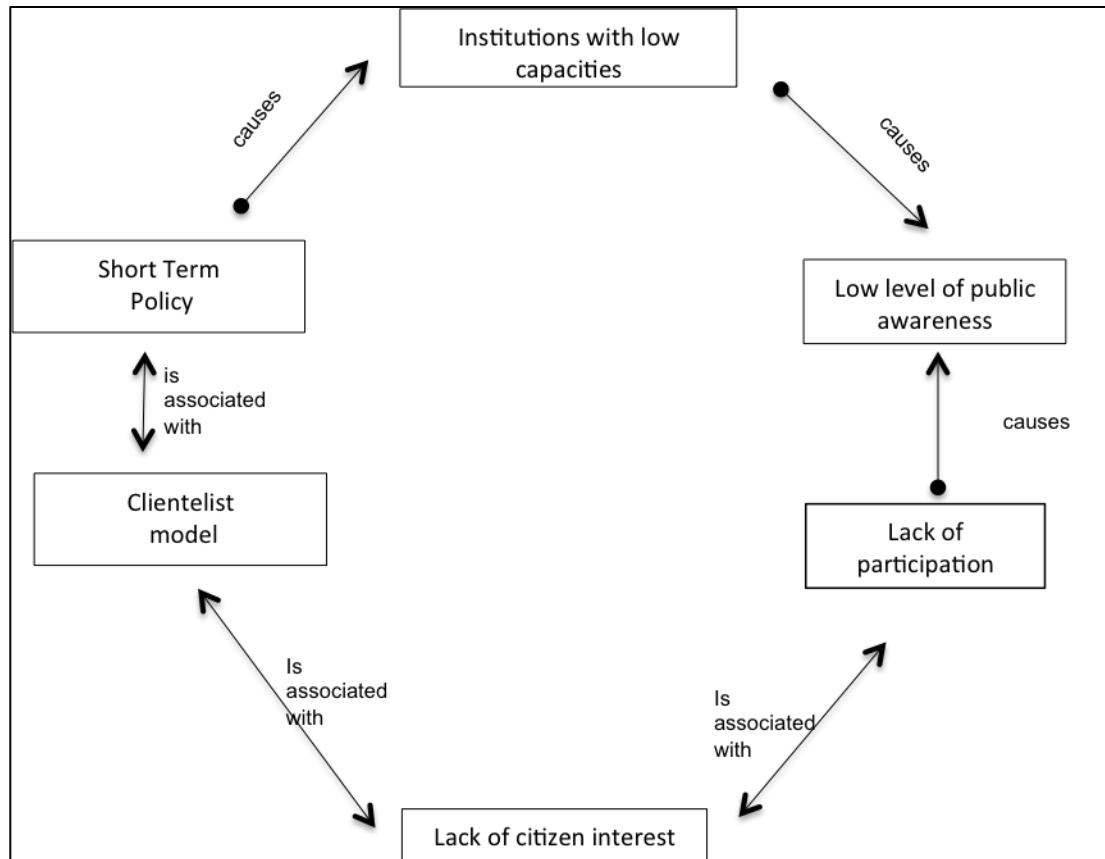 Institutions with low
capacities
causes
causes
Short Term
Policy
Low level of public
awareness
is
associated
with
causes
Clientelist
model
Lack of
participation
Is
associated
with
Is
associated
with
Lack of citizen interest